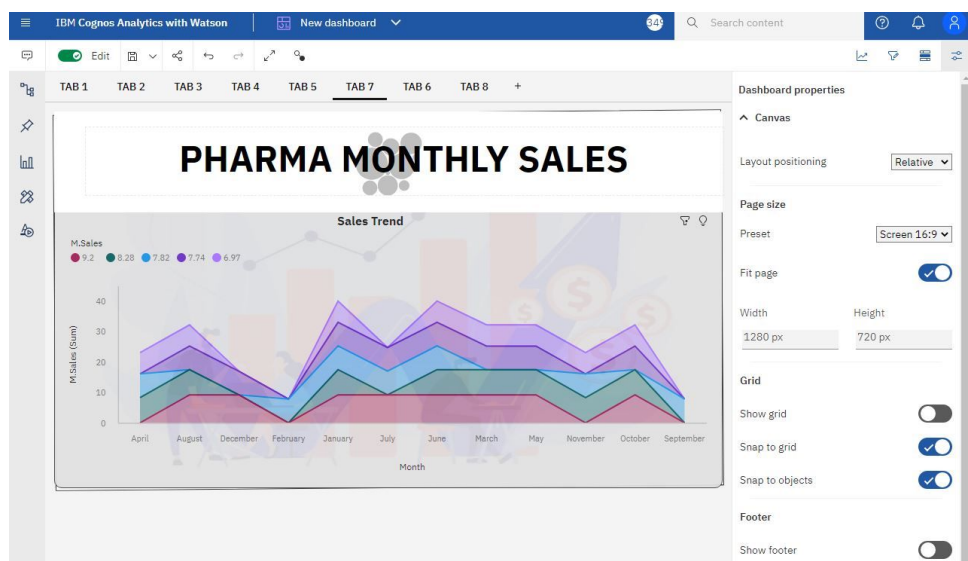 IBM Cognos Analytics with Watson New dashboard 349 Search content
Edit
TAB 1 TAB 2 TAB 3 TAB 4 TAB 5 TAB 7 TAB 6 TAB 8 +
PHARMA MONTHLY SALES
Sales Trend
M.Sales
9.2 8.28 7.82 7.74 6.97
M.Sales (Sum)
40
30
20
10
0
April August December February January July June March May November October September
Month
Dashboard properties
Canvas
Layout positioning Relative
Page size
Preset Screen 16:9
Fit page
Width Height
1280 px 720 px
Grid
Show grid
Snap to grid
Snap to objects
Footer
Show footer